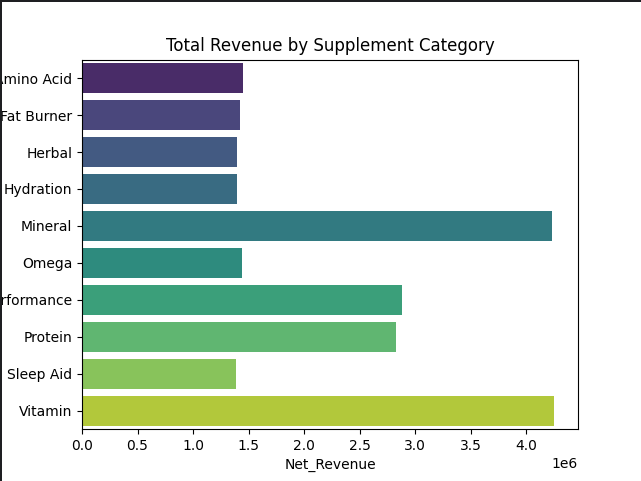 Total Revenue by Supplement Category
Amino Acid
Fat Burner
Herbal
Hydration
Mineral
Omega
rformance
Protein
Sleep Aid
Vitamin
0.0 0.5 1.0 1.5 2.0 2.5 3.0 3.5 4.0
Net_Revenue
1e6